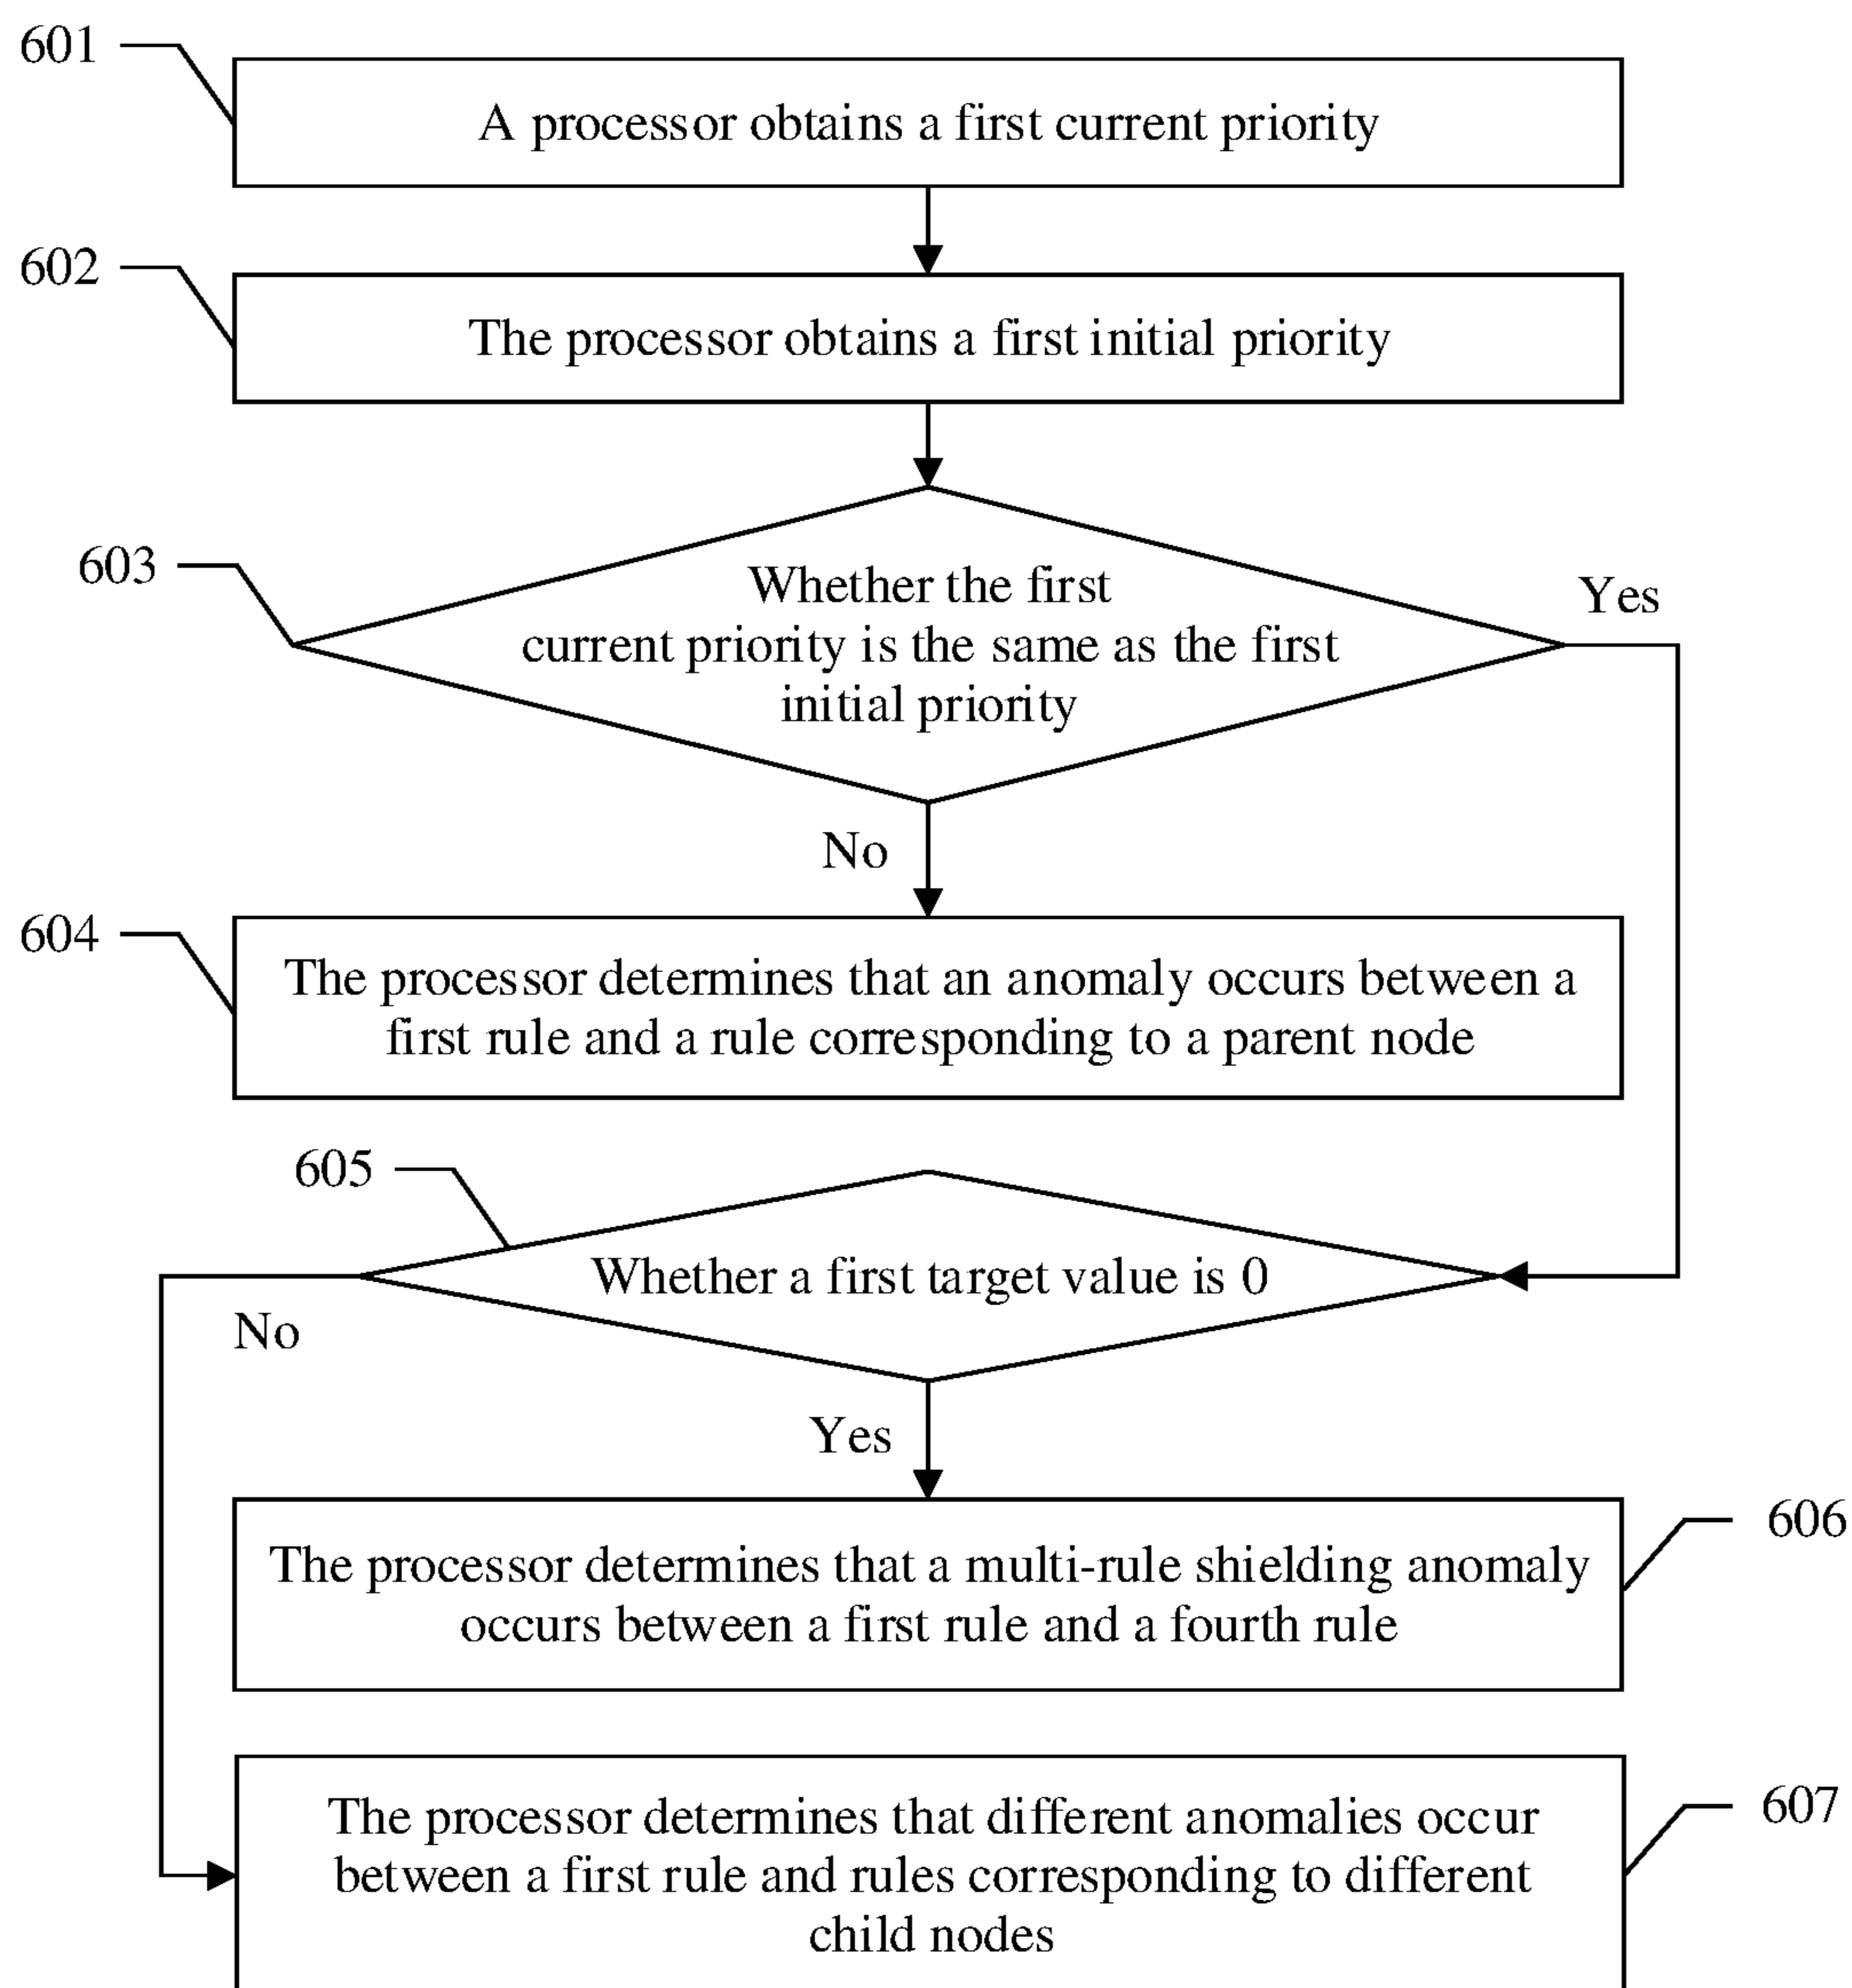 601
A processor obtains a first current priority
602
The processor obtains a first initial priority
603
Whether the first
current priority is the same as the first
initial priority
Yes
No
604
The processor determines that an anomaly occurs between a
first rule and a rule corresponding to a parent node
605
Whether a first target value is 0
No
Yes
606
The processor determines that a multi-rule shielding anomaly
occurs between a first rule and a fourth rule
607
The processor determines that different anomalies occur
between a first rule and rules corresponding to different
child nodes